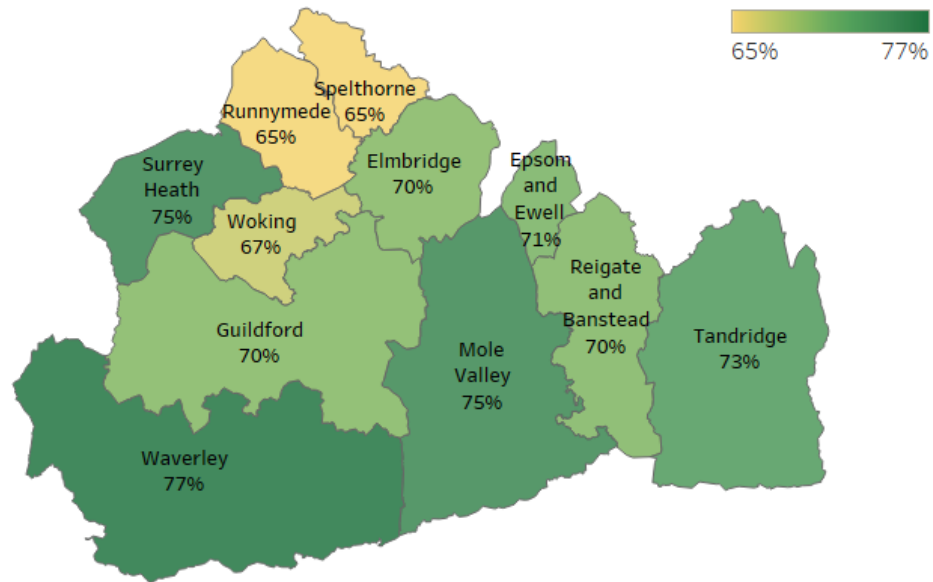 65%
77%
Spelthorne
65%
Runnymede
65%
Elmbridge
70%
Epsom
and
Ewell
71%
Surrey
Heath
75%
Woking
67%
Reigate
and
Banstead
70%
Guildford
70%
Mole
Valley
75%
Tandridge
73%
Waverley
77%